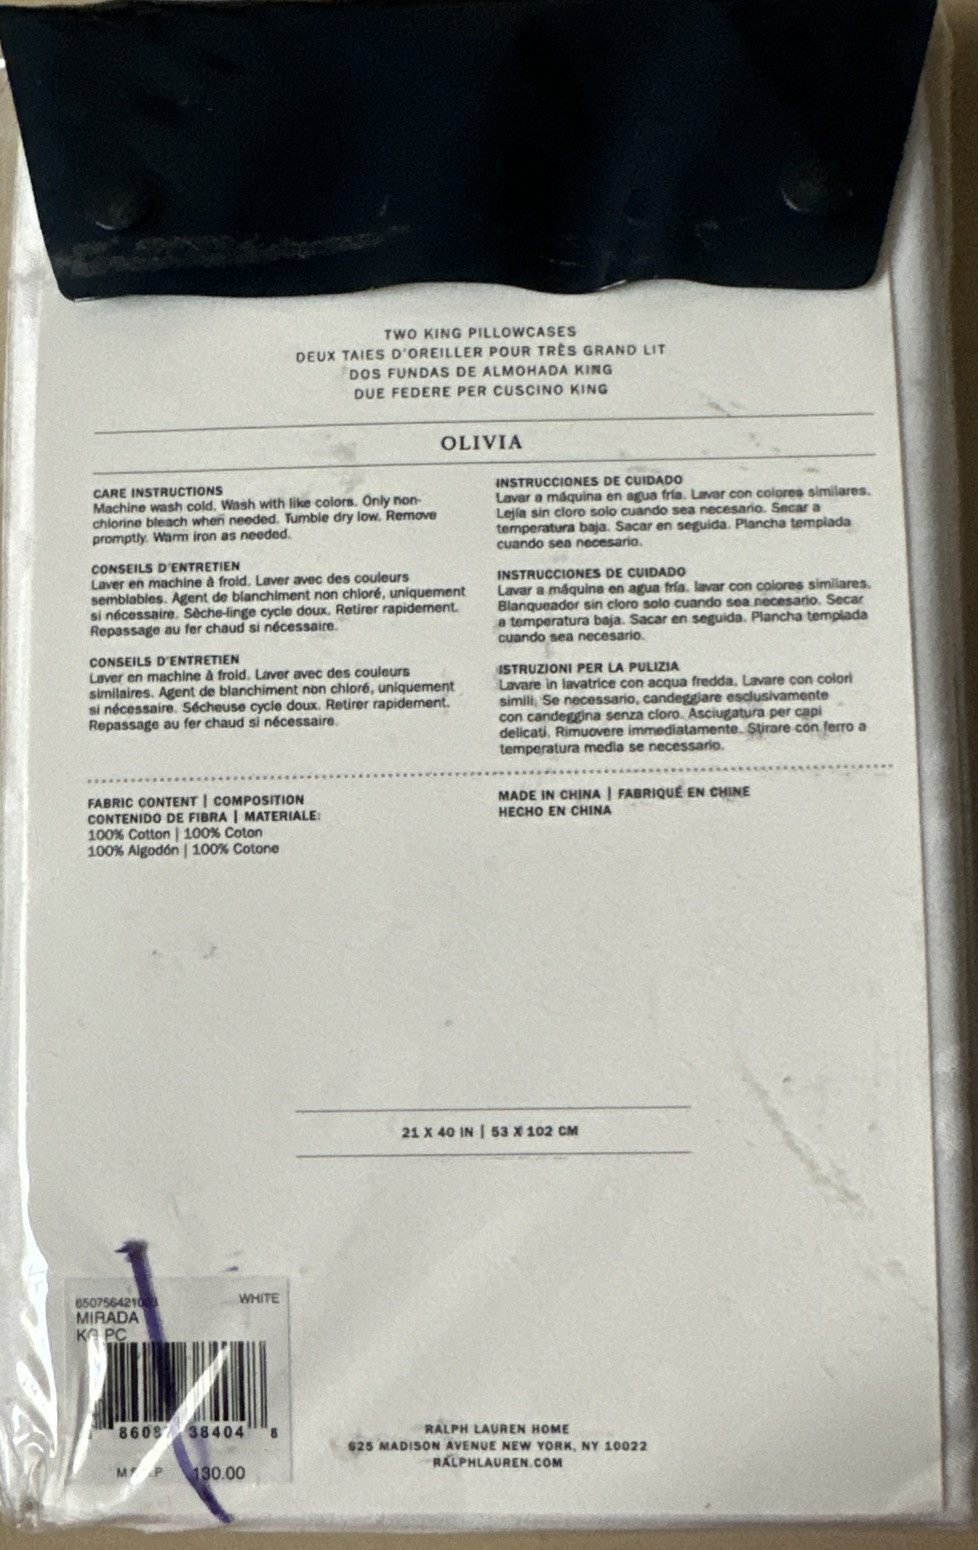 TWO KING PILLOWCASES
DEUX TAIES D'OREILLER POUR TRÈS GRAND LIT
DOS FUNDAS DE ALMOHADA KING
DUE FEDERE PER CUSCINO KING
OLIVIA
CARE INSTRUCTIONS
Machine wash cold. Wash with like colors. Only non-
chlorine bleach when needed. Tumble dry low. Remove
promptly. Warm iron as needed.
CONSEILS D'ENTRETIEN
Laver en machine à froid. Laver avec des couleurs
semblables. Agent de blanchiment non chloré, uniquement
si nécessaire. Sèche-linge cycle doux. Retirer rapidement.
Repassage au fer chaud si nécessaire.
CONSEILS D'ENTRETIEN
Laver en machine à froid. Laver avec des couleurs
similaires. Agent de blanchiment non chloré, uniquement
si nécessaire. Sécheuse cycle doux. Retirer rapidement.
Repassage au fer chaud si nécessaire.
INSTRUCCIONES DE CUIDADO
Lavar a máquina en agua fría. Lavar con colores similares.
Lejía sin cloro solo cuando sea necesario. Secar a
temperatura baja. Sacar en seguida. Plancha templada
cuando sea necesario.
INSTRUCCIONES DE CUIDADO
Lavar a máquina en agua fría. lavar con colores similares.
Blanqueador sin cloro solo cuando sea necesario. Secar
a temperatura baja. Sacar en seguida. Plancha templada
cuando sea necesario.
ISTRUZIONI PER LA PULIZIA
Lavare in lavatrice con acqua fredda. Lavare con colori
simili. Se necessario, candeggiare esclusivamente
con candeggina senza cloro. Asciugatura per capi
delicati. Rimuovere immediatamente. Stirare con ferro a
temperatura media se necessario.
FABRIC CONTENT | COMPOSITION
CONTENIDO DE FIBRA | MATERIALE:
100% Cotton | 100% Coton
100% Algodón | 100% Cotone
MADE IN CHINA | FABRIQUÉ EN CHINE
HECHO EN CHINA
21 X 40 IN | 53 X 102 CM
WHITE
MIRADA
PC
38404 8
130.00
RALPH LAUREN HOME
625 MADISON AVENUE NEW YORK, NY 10022
RALPHLAUREN.COM